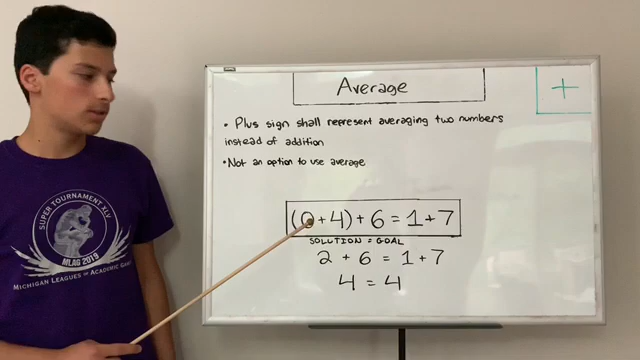 Average
+
• Plus sign shall represent averaging two numbers
instead of addition
• Not an option to use average
(0+4)+6=1+7
SOLUTION = GOAL
2 + 6 = 1+7
4 = 4
SUPER TOURNAMENT XLV
MLAG 2019
MICHIGAN LEAGUES OF ACADEMIC GAMES